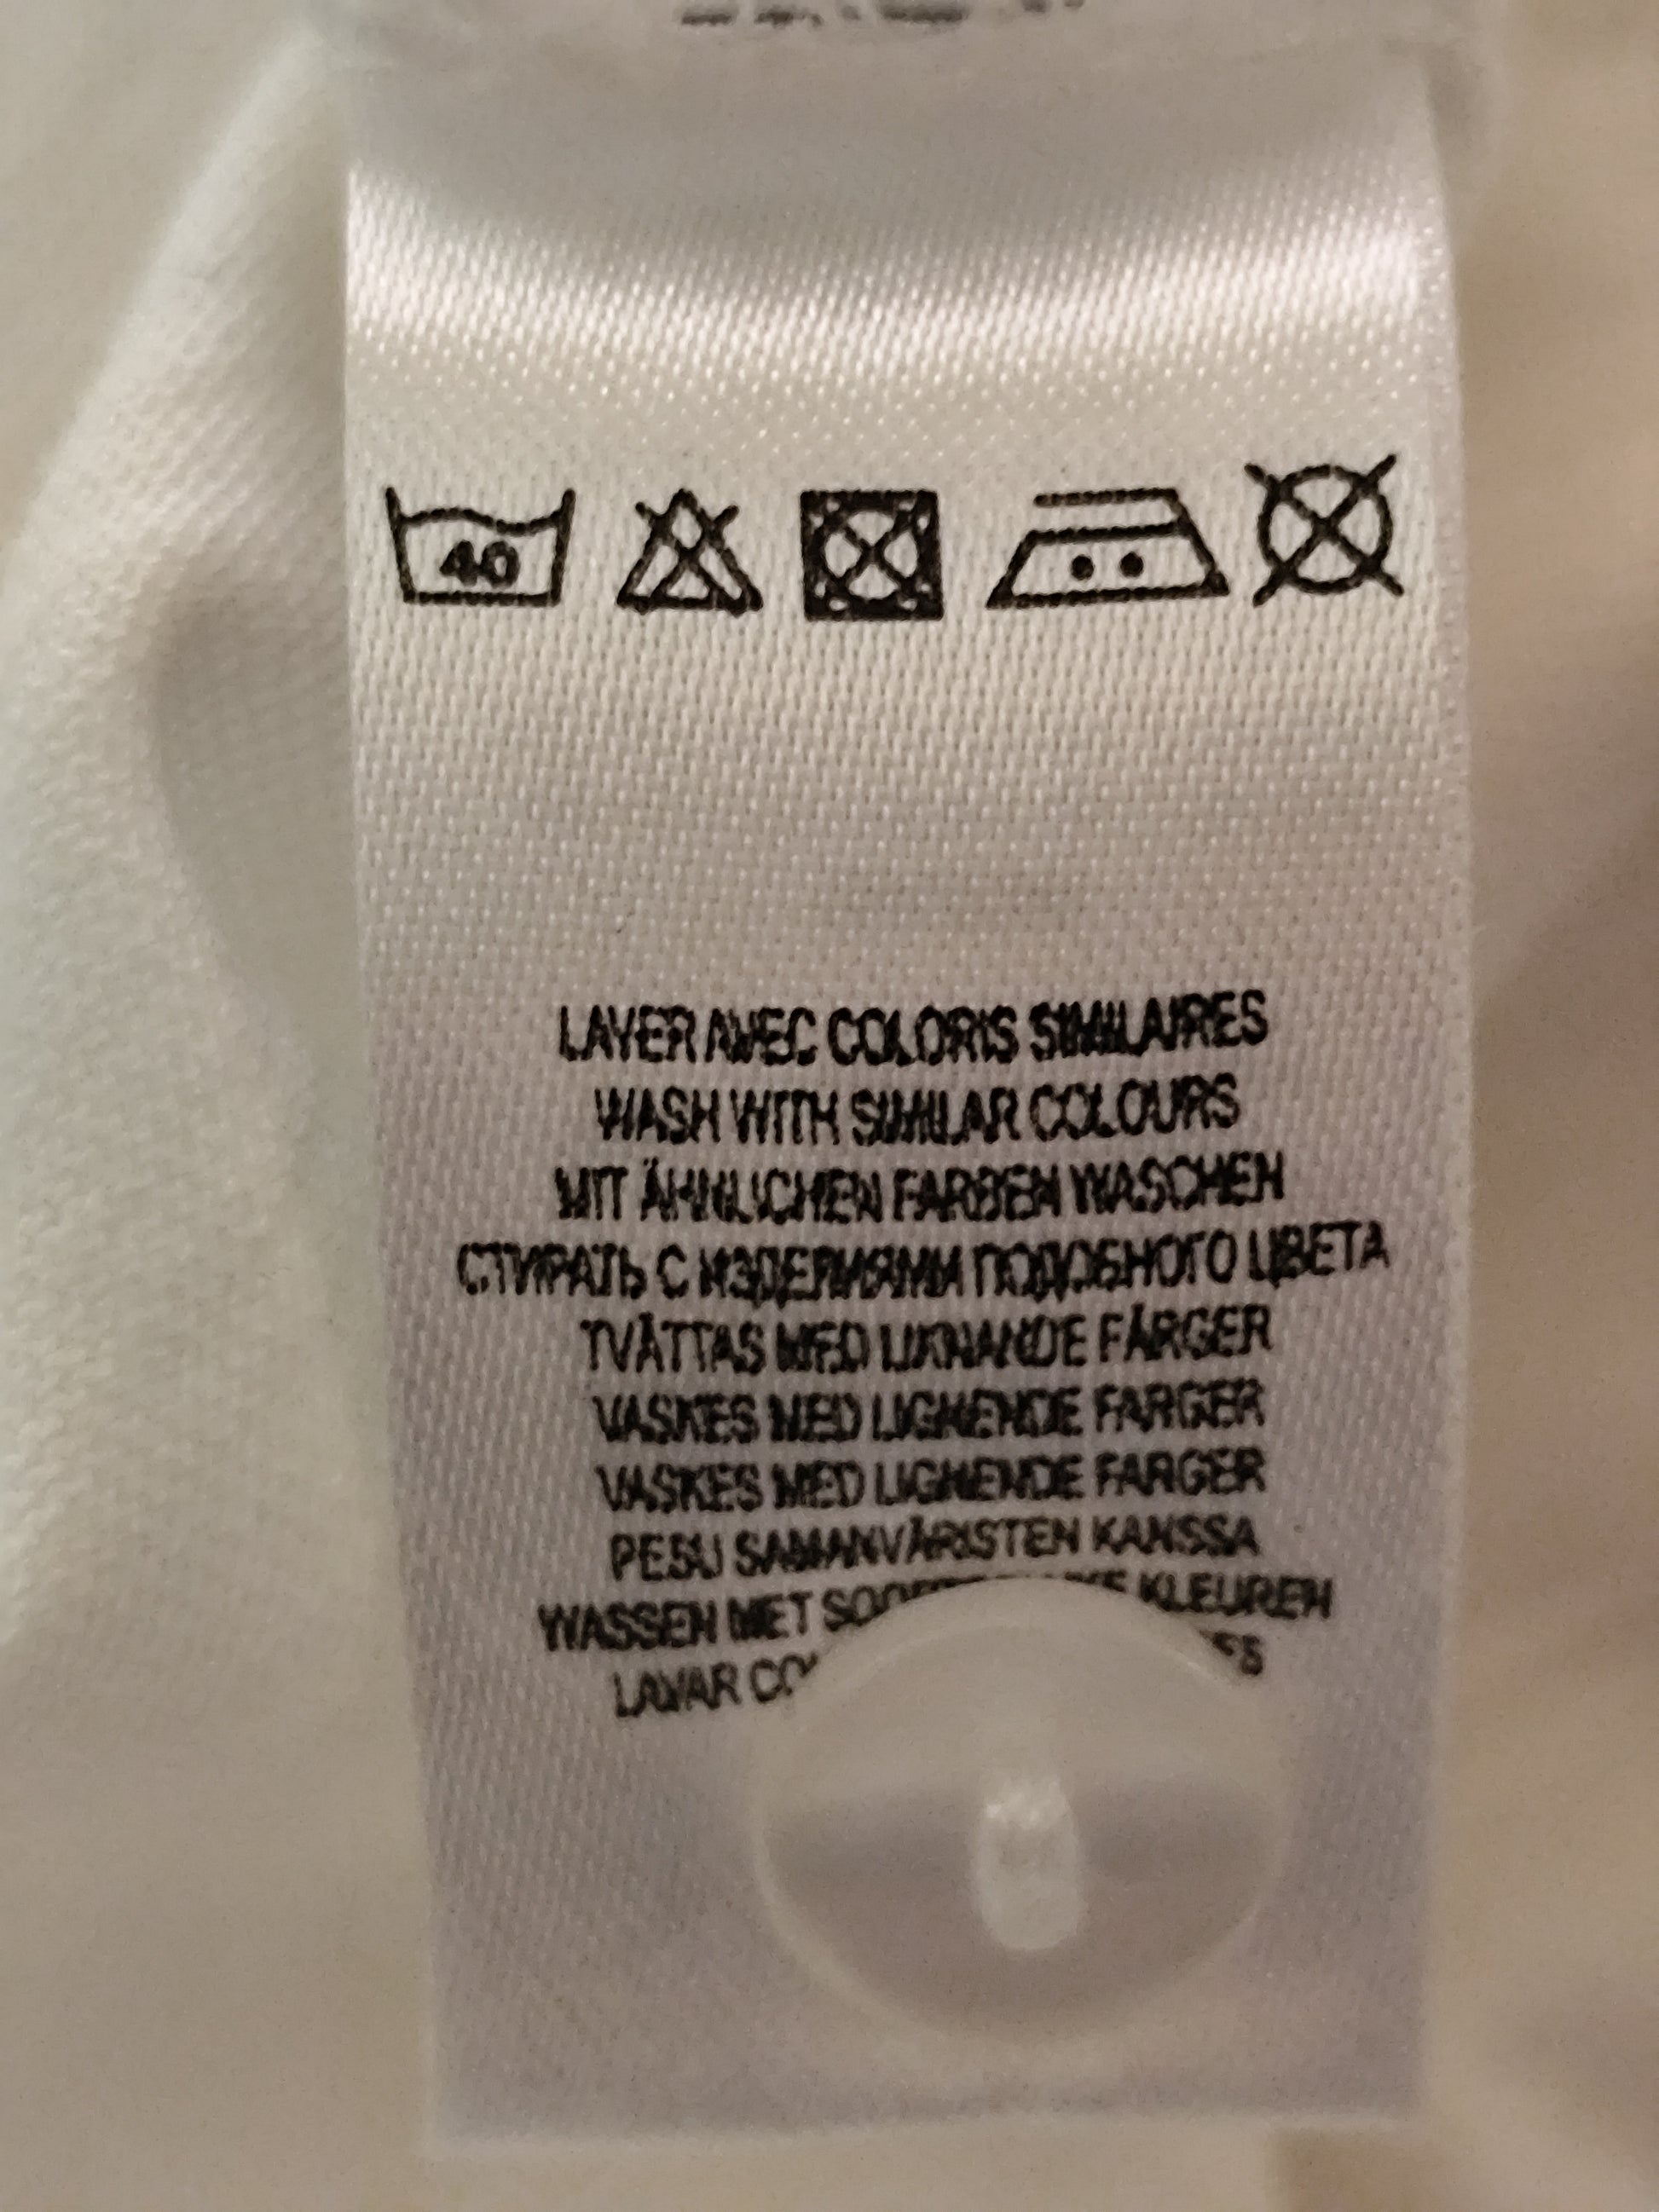 40
LAVER AVEC COLORIS SIMILAIRES
WASH WITH SIMILAR COLOURS
MIT ÄHNLICHEN FARBEN WASCHEN
СТИРАТЬ С ИЗДЕЛИЯМИ ПОДОБНОГО ЦВЕТА
TVÄTTAS MED LIKNANDE FÄRGER
VASKES MED LIGNENDE FARGER
VASKES MED LIGNENDE FARGER
PESU SAMANVÄRISTEN KANSSA
WASSEN MET KLEUREN
LAVAR